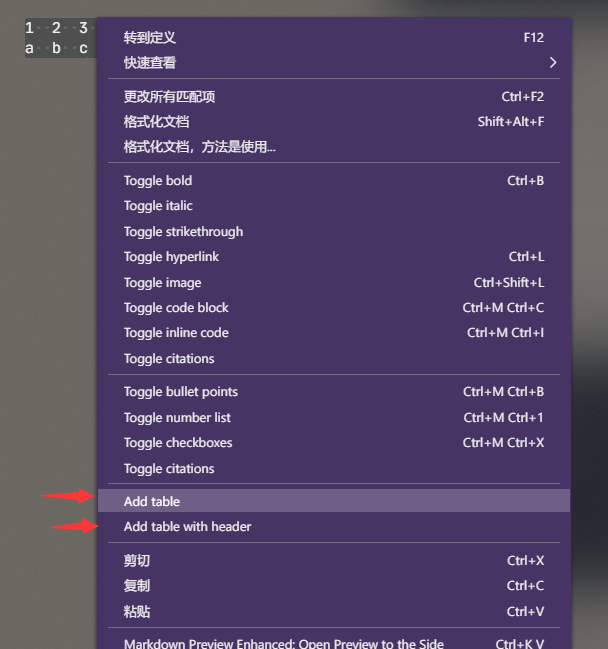 1 2 3
a b c
转到定义 F12
快速查看
更改所有匹配项 Ctrl+F2
格式化文档 Shift+Alt+F
格式化文档，方法是使用...
Toggle bold Ctrl+B
Toggle italic
Toggle strikethrough
Toggle hyperlink Ctrl+L
Toggle image Ctrl+Shift+L
Toggle code block Ctrl+M Ctrl+C
Toggle inline code Ctrl+M Ctrl+I
Toggle citations
Toggle bullet points Ctrl+M Ctrl+B
Toggle number list Ctrl+M Ctrl+1
Toggle checkboxes Ctrl+M Ctrl+X
Toggle citations
Add table
Add table with header
剪切 Ctrl+X
复制 Ctrl+C
粘贴 Ctrl+V
Markdown Preview Enhanced: Open Preview to the Side Ctrl+K V